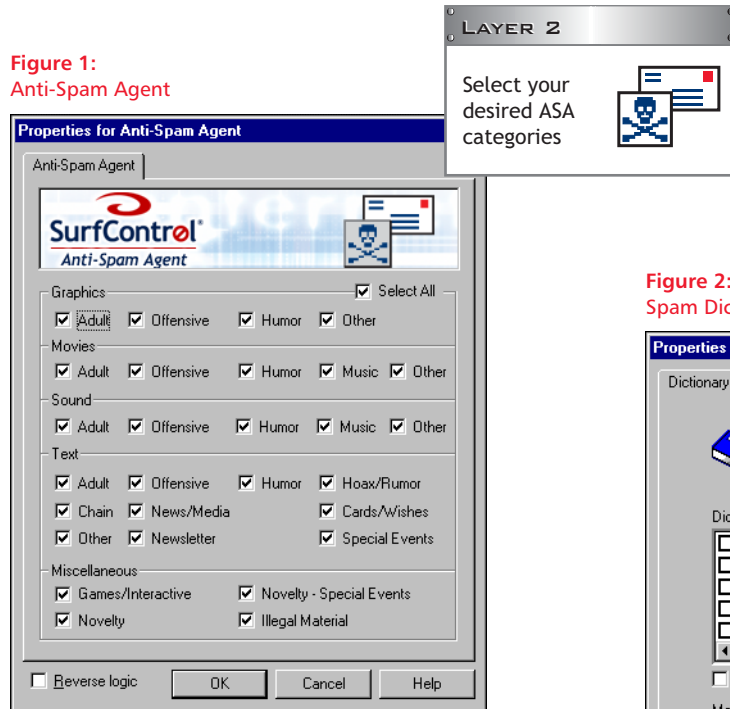 LAYER 2
Select your
desired ASA
categories
Figure 1:
Anti-Spam Agent
Properties for Anti-Spam Agent
Anti-Spam Agent
SurfControl
Anti-Spam Agent
Graphics
Select All
Adult Offensive Humor Other
Movies
Adult Offensive Humor Music Other
Sound
Adult Offensive Humor Music Other
Text
Adult Offensive Humor Hoax/Rumor
Chain News/Media Cards/Wishes
Other Newsletter Special Events
Miscellaneous
Games/Interactive Novelty - Special Events
Novelty Illegal Material
Reverse logic OK Cancel Help
Figure 2:
Spam Dic
Properties
Dictionary
Dic